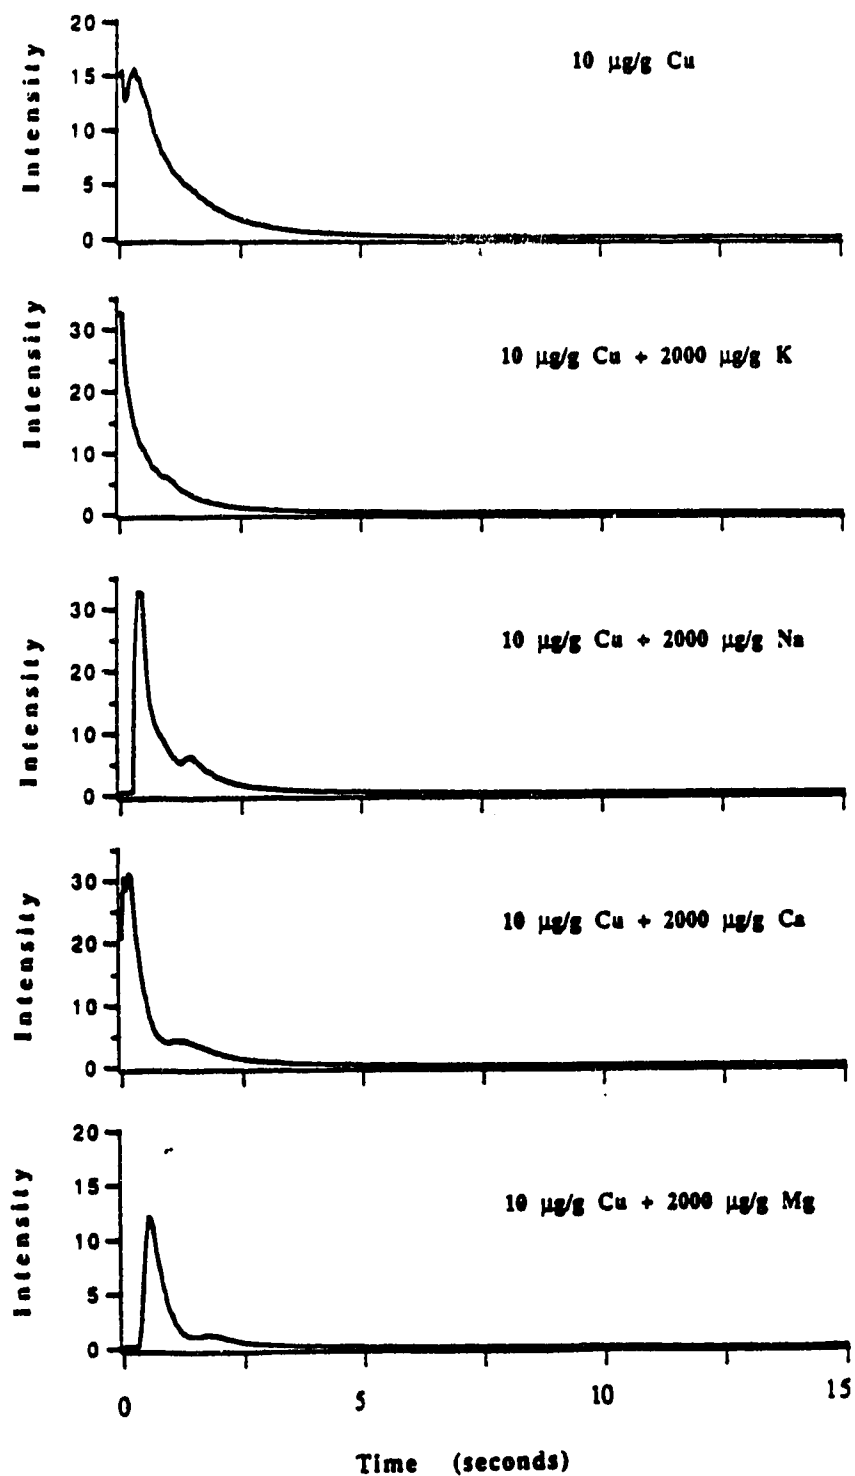 20
15
10
5
0
Intensity
10 µg/g Cu
30
20
10
0
Intensity
10 µg/g Cu + 2000 µg/g K
30
20
10
0
Intensity
10 µg/g Cu + 2000 µg/g Na
30
20
10
0
Intensity
10 µg/g Cu + 2000 µg/g Ca
20
15
10
5
0
Intensity
10 µg/g Cu + 2000 µg/g Mg
0 5 10 15
Time (seconds)